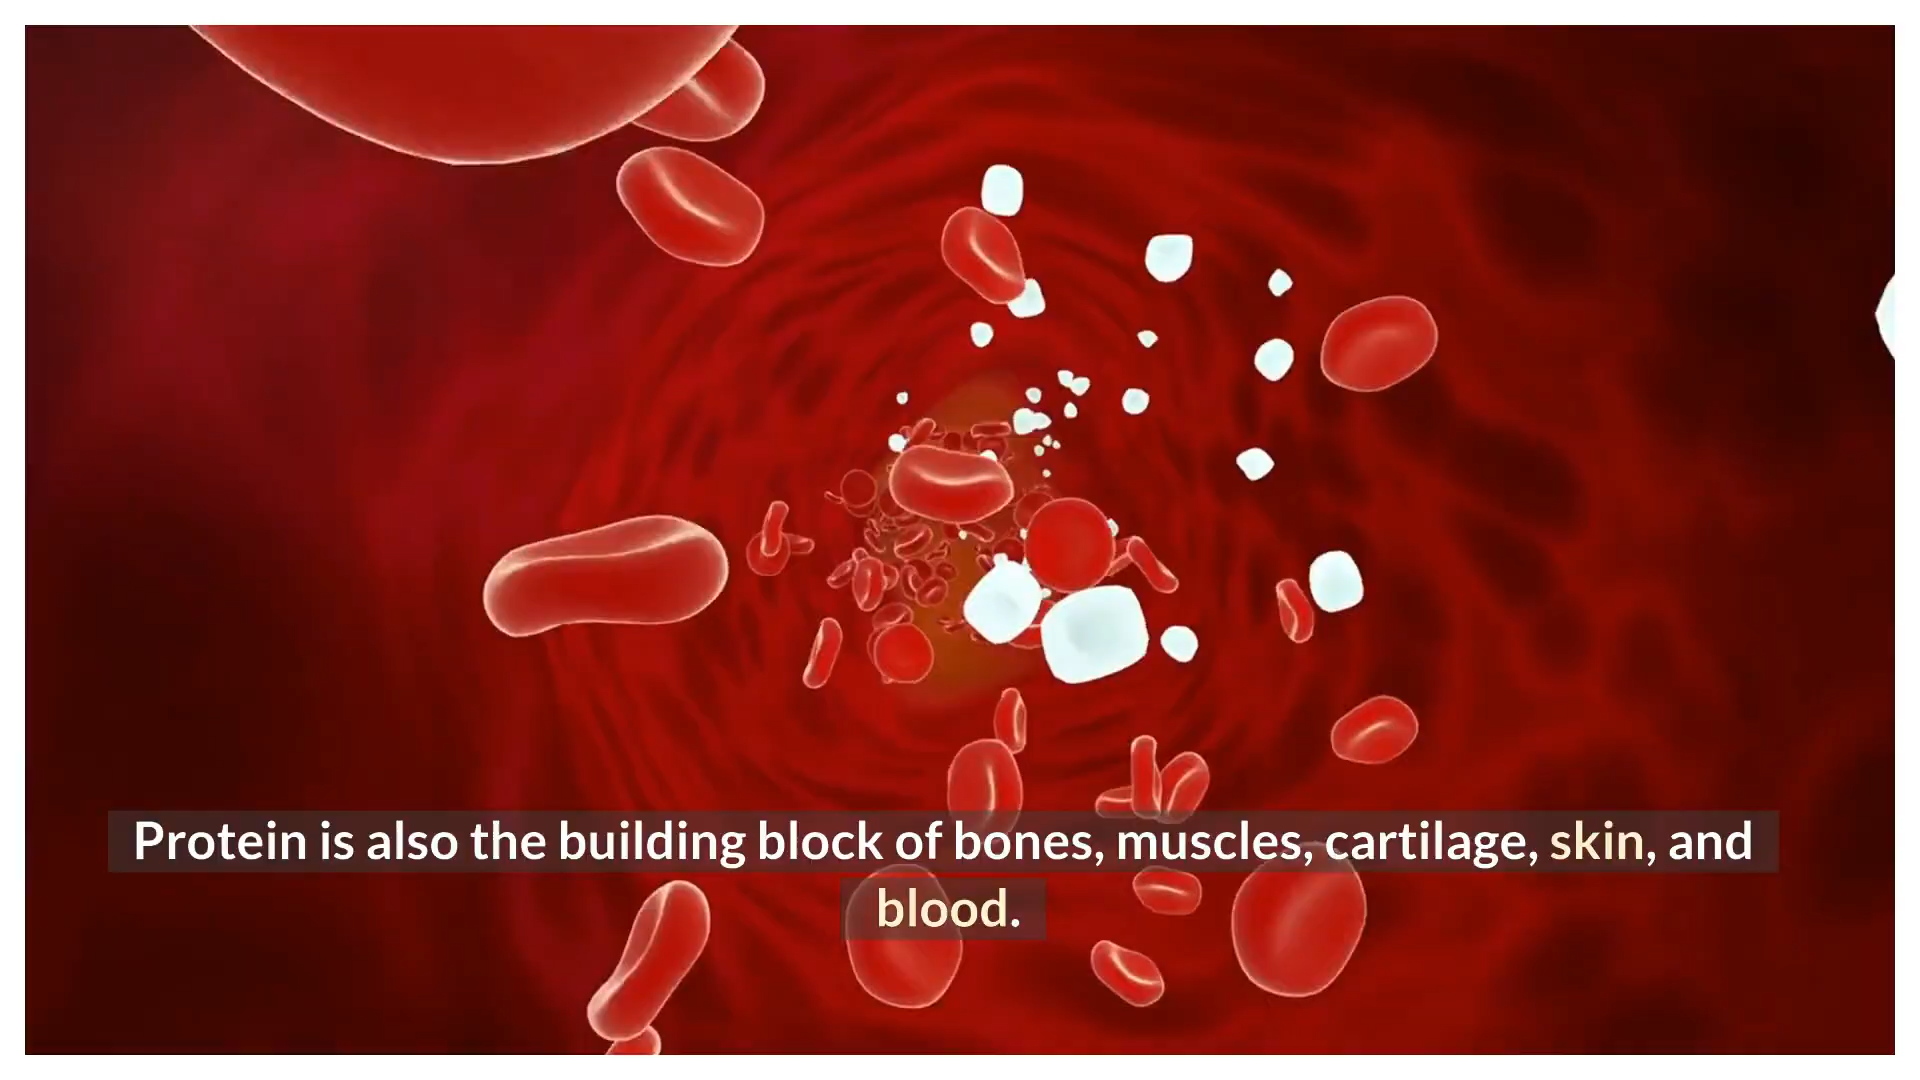 Protein is also the building block of bones, muscles, cartilage, skin, and
blood.